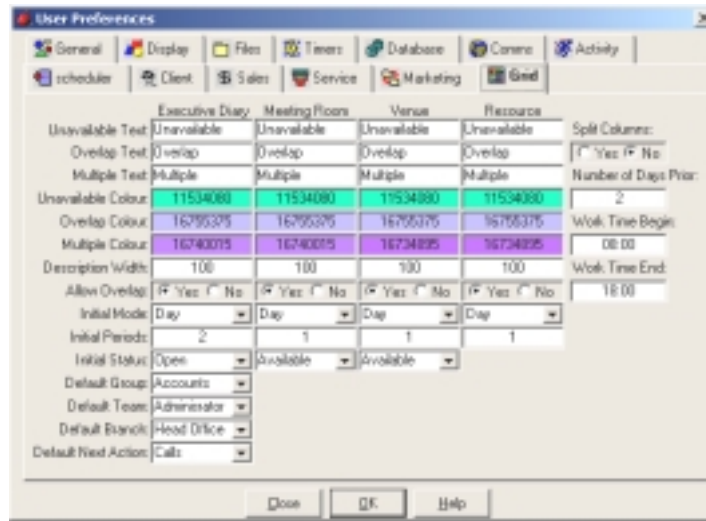 User Preferences
General Display Files Timers Database Comms Activity
scheduler Client Sales Service Marketing Grid
Executive Diary Meeting Room Venue Resource
Unavailable Text: Unavailable Unavailable Unavailable Unavailable Split Columns:
Overlap Text: Overlap Overlap Overlap Overlap Yes No
Multiple Text: Multiple Multiple Multiple Multiple Number of Days Prior:
Unavailable Colour: 11534080 11534080 11534080 11534080 2
Overlap Colour: 16755375 16755375 16755375 16755375 Work Time Begin:
Multiple Colour: 16740015 16740015 16734895 16734895 08:00
Description Width: 100 100 100 100 Work Time End:
Allow Overlap: Yes No Yes No Yes No Yes No 18:00
Initial Mode: Day Day Day Day
Initial Periods: 2 1 1 1
Initial Status: Open Available Available
Default Group: Accounts
Default Team: Administrator
Default Branch: Head Office
Default Next Action: Calls
Close OK Help